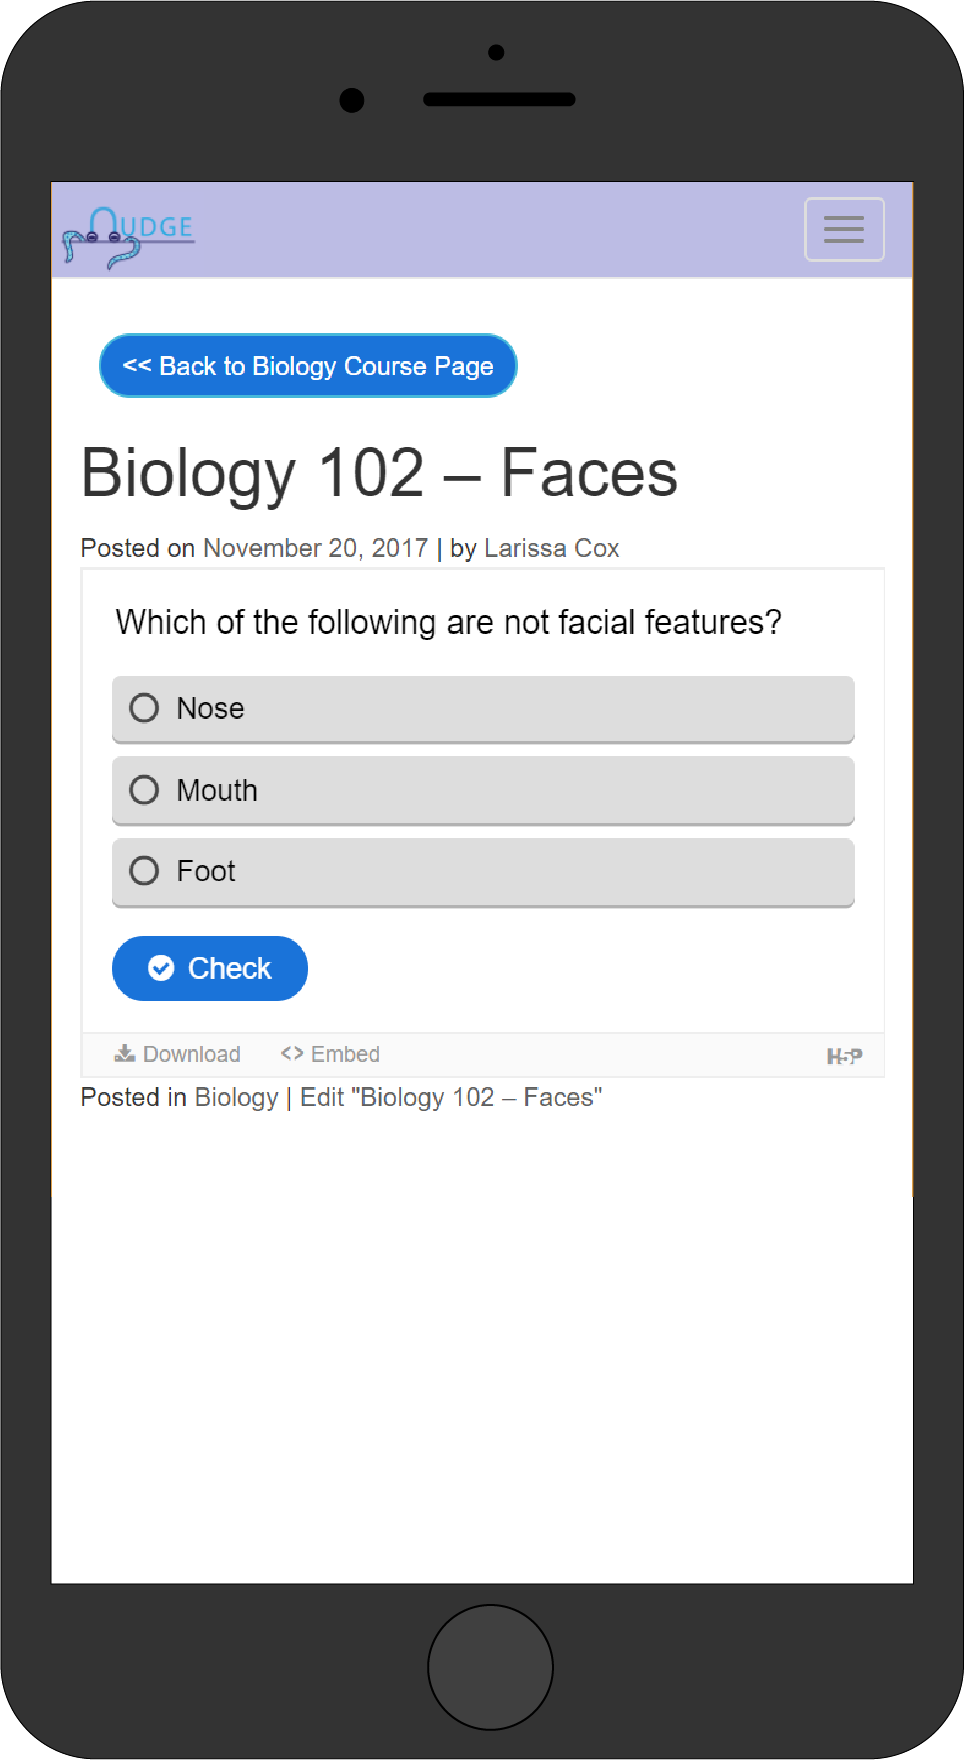 NUDGE
<< Back to Biology Course Page
Biology 102 – Faces
Posted on November 20, 2017 | by Larissa Cox
Which of the following are not facial features?
Nose
Mouth
Foot
Check
Download <> Embed H5P
Posted in Biology | Edit "Biology 102 – Faces"